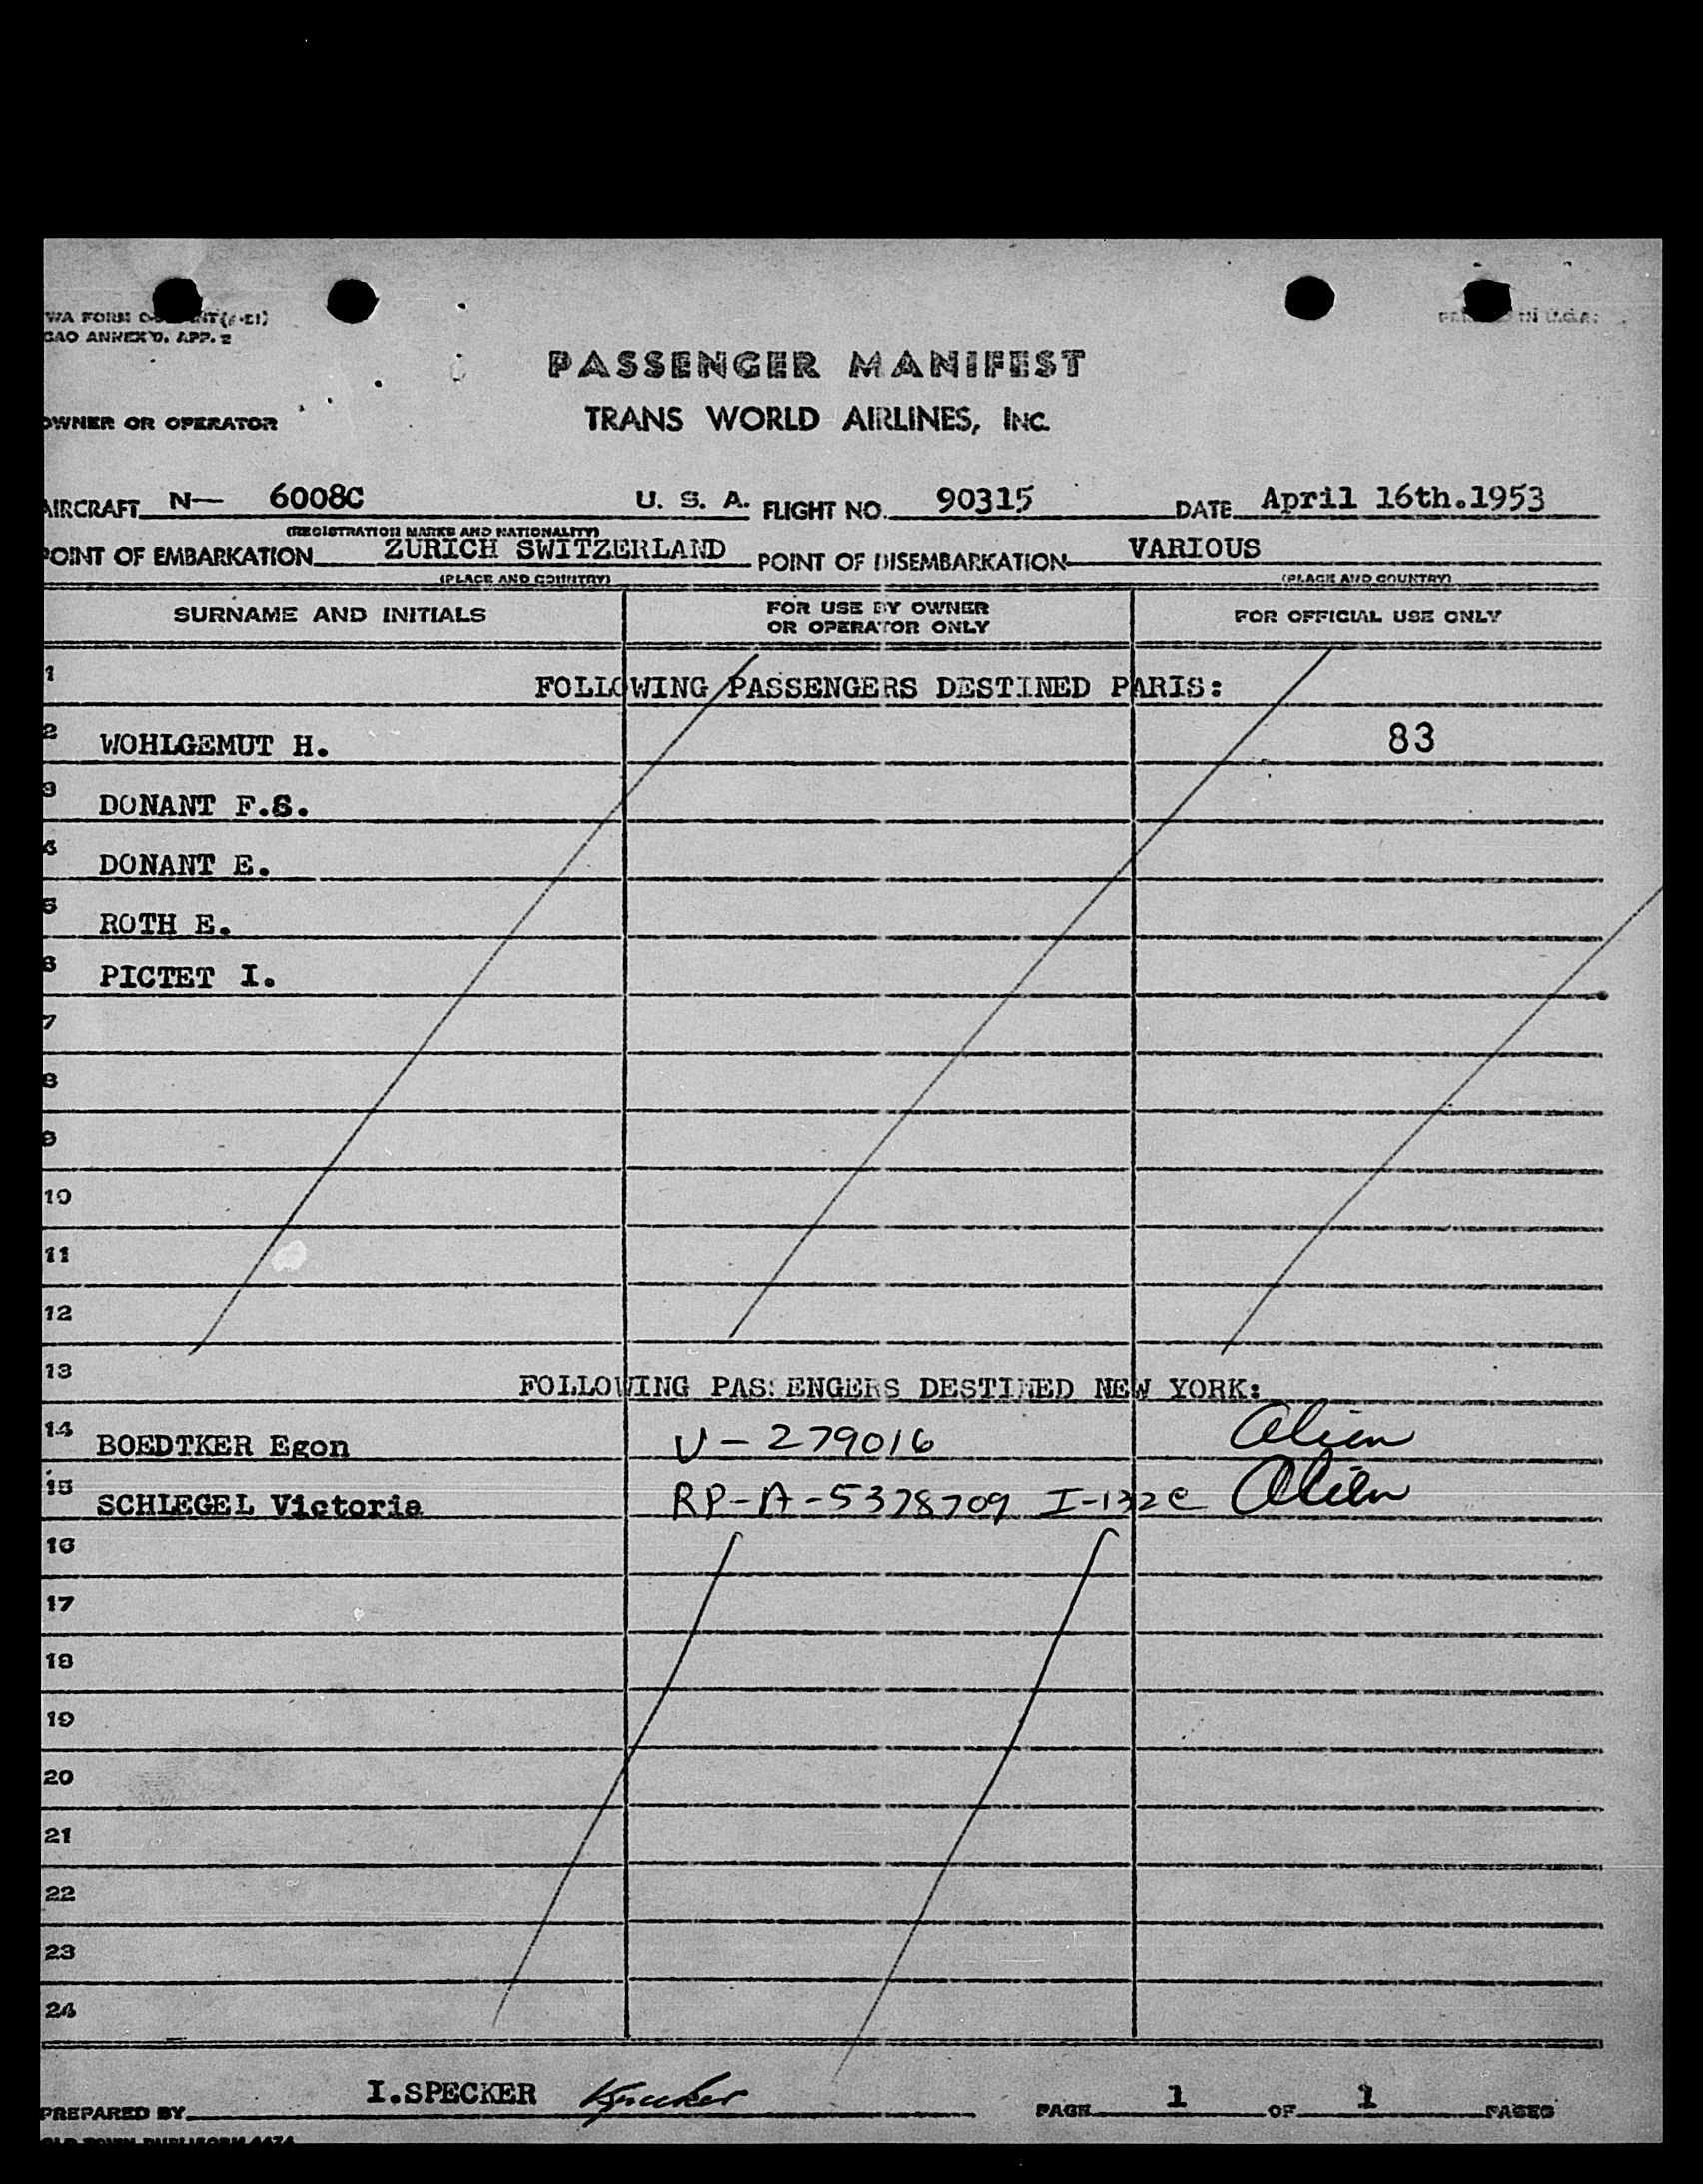 PASSENGER MANIFEST
OWNER OR OPERATOR TRANS WORLD AIRLINES, INC.
AIRCRAFT N— 6008C U. S. A. FLIGHT NO. 90315 DATE April 16th.1953
(REGISTRATION MARKS AND NATIONALITY)
POINT OF EMBARKATION ZURICH SWITZERLAND POINT OF DISEMBARKATION VARIOUS
(PLACE AND COUNTRY) (PLACE AND COUNTRY)
SURNAME AND INITIALS FOR USE BY OWNER OR OPERATOR ONLY FOR OFFICIAL USE ONLY
1 FOLLOWING PASSENGERS DESTINED PARIS:
2 WOHLGEMUT H. 83
3 DONANT F.S.
4 DONANT E.
5 ROTH E.
6 PICTET I.
7
8
9
10
11
12
13 FOLLOWING PASSENGERS DESTINED NEW YORK:
14 BOEDTKER Egon V-279016 Alien
15 SCHLEGEL Victoria RP-A-5378709 I-132c Alien
16
17
18
19
20
21
22
23
24
PREPARED BY I.SPECKER Specker PAGE 1 OF 1 PAGES